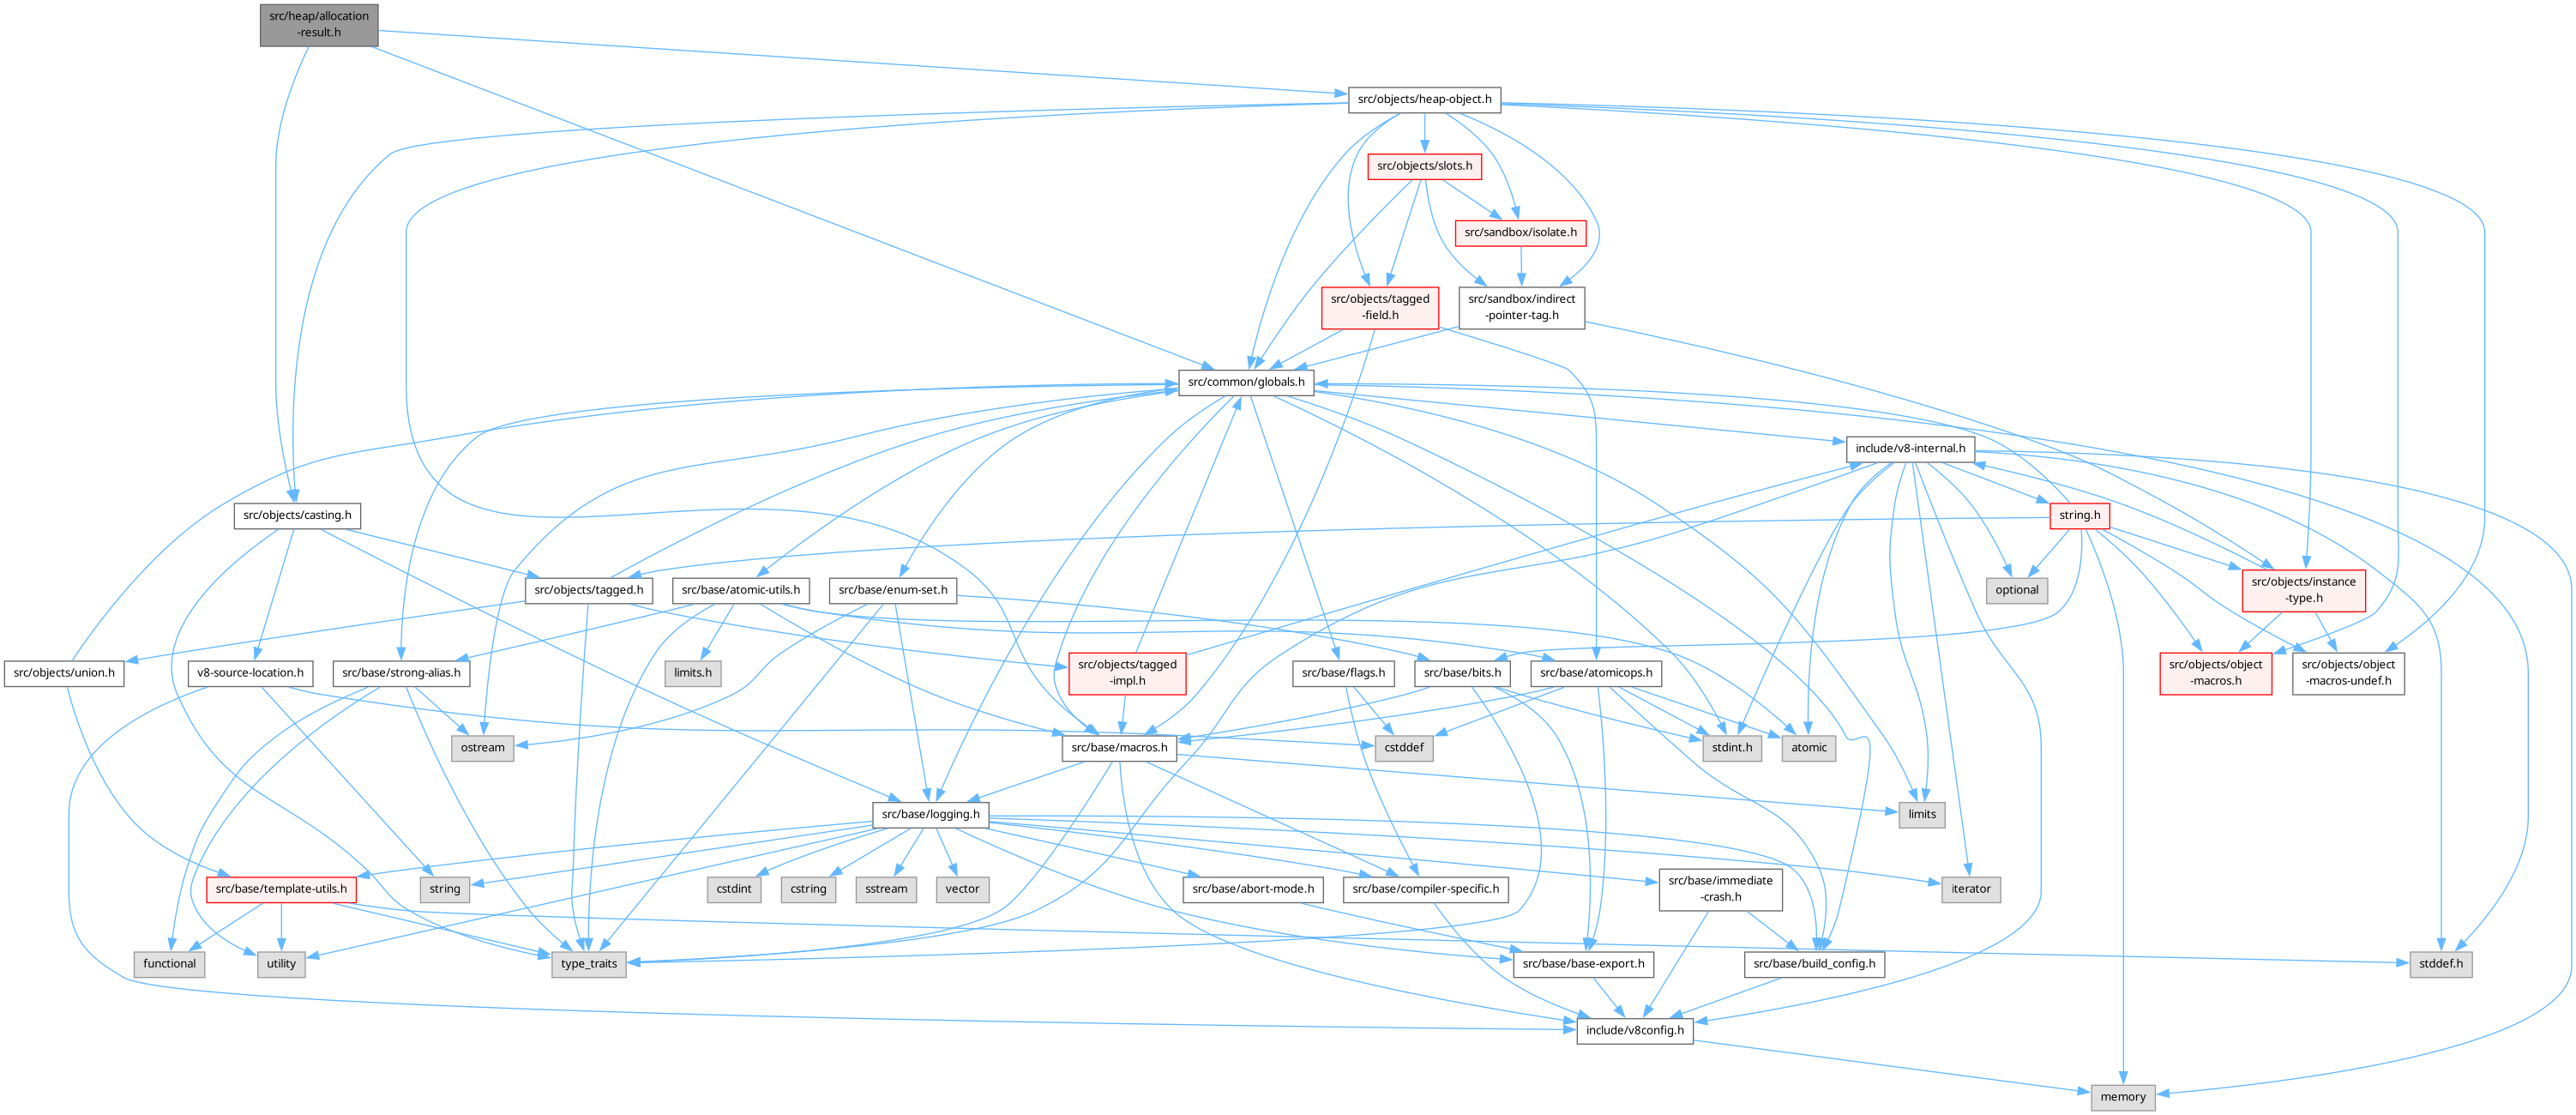 src/heap/allocation
-result.h
src/objects/heap-object.h
src/objects/slots.h
src/sandbox/isolate.h
src/objects/tagged
-field.h
src/sandbox/indirect
-pointer-tag.h
src/common/globals.h
include/v8-internal.h
src/objects/casting.h
string.h
src/objects/tagged.h
src/base/atomic-utils.h
src/base/enum-set.h
optional
src/objects/instance
-type.h
src/objects/union.h
v8-source-location.h
src/base/strong-alias.h
limits.h
src/objects/tagged
-impl.h
src/base/flags.h
src/base/bits.h
src/base/atomicops.h
src/objects/object
-macros.h
src/objects/object
-macros-undef.h
ostream
src/base/macros.h
cstddef
stdint.h
atomic
src/base/logging.h
limits
src/base/template-utils.h
string
cstdint
cstring
sstream
vector
src/base/abort-mode.h
src/base/compiler-specific.h
src/base/immediate
-crash.h
iterator
functional
utility
type_traits
src/base/base-export.h
src/base/build_config.h
stddef.h
include/v8config.h
memory